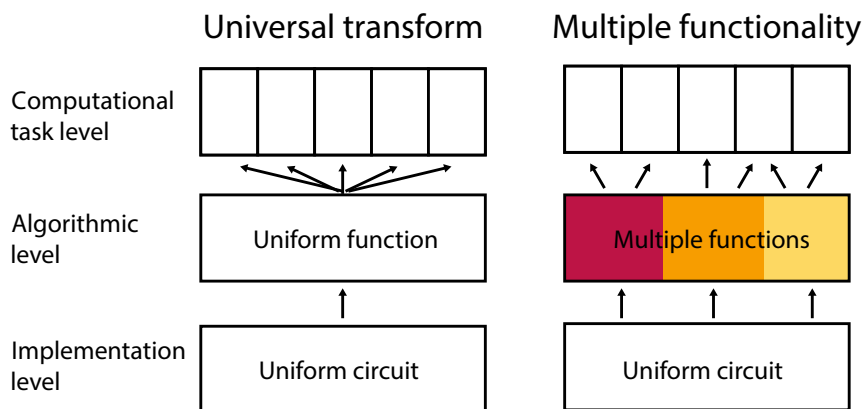 Universal transform
Multiple functionality
Computational
task level
Algorithmic
level
Uniform function
Multiple functions
Implementation
level
Uniform circuit
Uniform circuit